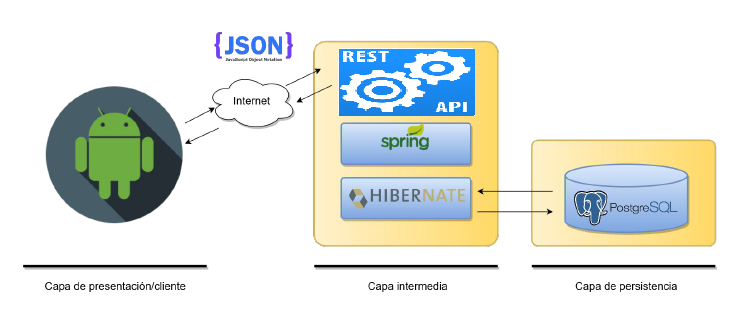 {JSON}
JavaScript Object Notation
Internet
REST
API
spring
HIBERNATE
PostgreSQL
Capa de presentación/cliente
Capa intermedia
Capa de persistencia